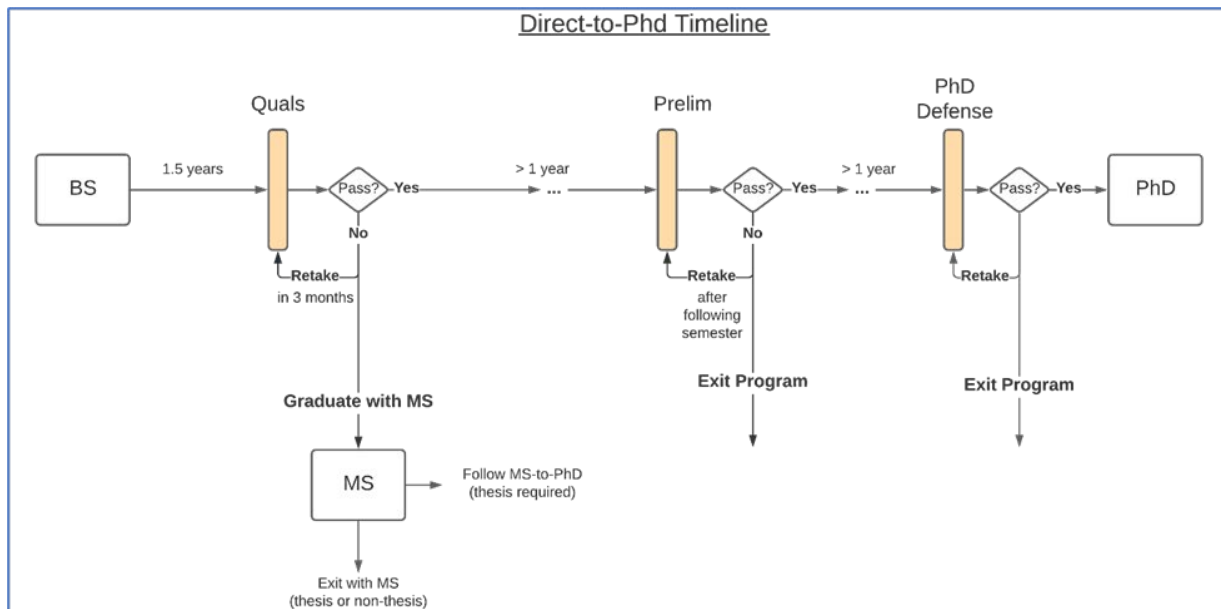 Direct-to-Phd Timeline
Quals
Prelim
PhD
Defense
BS
1.5 years
Pass?
Yes
> 1 year
...
Pass?
Yes
> 1 year
...
Pass?
Yes
PhD
No
No
Retake
in 3 months
Retake
after
following
semester
Retake
Graduate with MS
Exit Program
Exit Program
MS
Follow MS-to-PhD
(thesis required)
Exit with MS
(thesis or non-thesis)